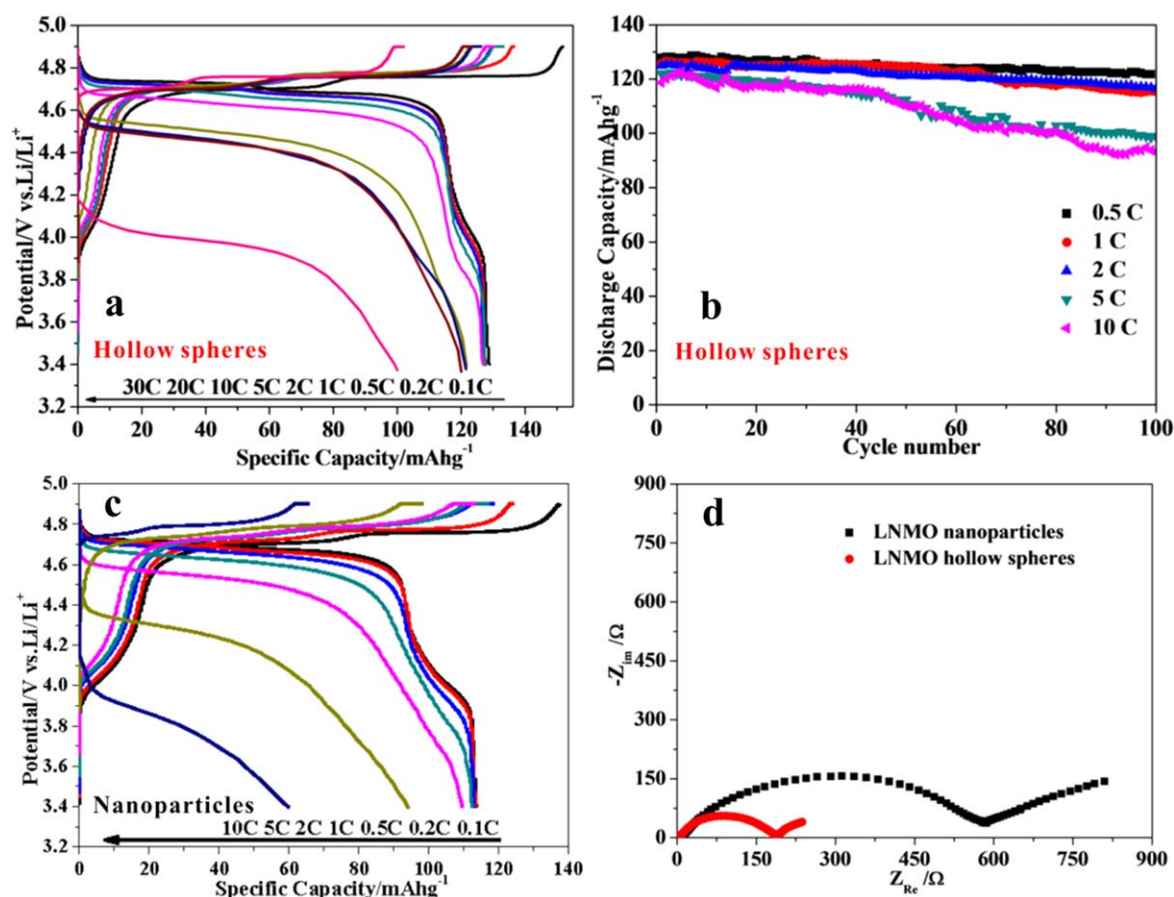 a
5.0
4.8
4.6
4.4
4.2
4.0
3.8
3.6
3.4
3.2
Potential/V vs.Li/Li+
Hollow spheres
30C 20C 10C 5C 2C 1C 0.5C 0.2C 0.1C
0 20 40 60 80 100 120 140
Specific Capacity/mAhg-1
140
120
100
80
60
40
20
0
Discharge Capacity/mAhg-1
0.5 C
1 C
2 C
5 C
10 C
b
Hollow spheres
0 20 40 60 80 100
Cycle number
c
5.0
4.8
4.6
4.4
4.2
4.0
3.8
3.6
3.4
3.2
Potential/V vs.Li/Li+
Nanoparticles
10C 5C 2C 1C 0.5C 0.2C 0.1C
0 20 40 60 80 100 120 140
Specific Capacity/mAhg-1
d
900
750
600
450
300
150
0
-Zim /Ω
LNMO nanoparticles
LNMO hollow spheres
0 150 300 450 600 750 900
ZRe /Ω